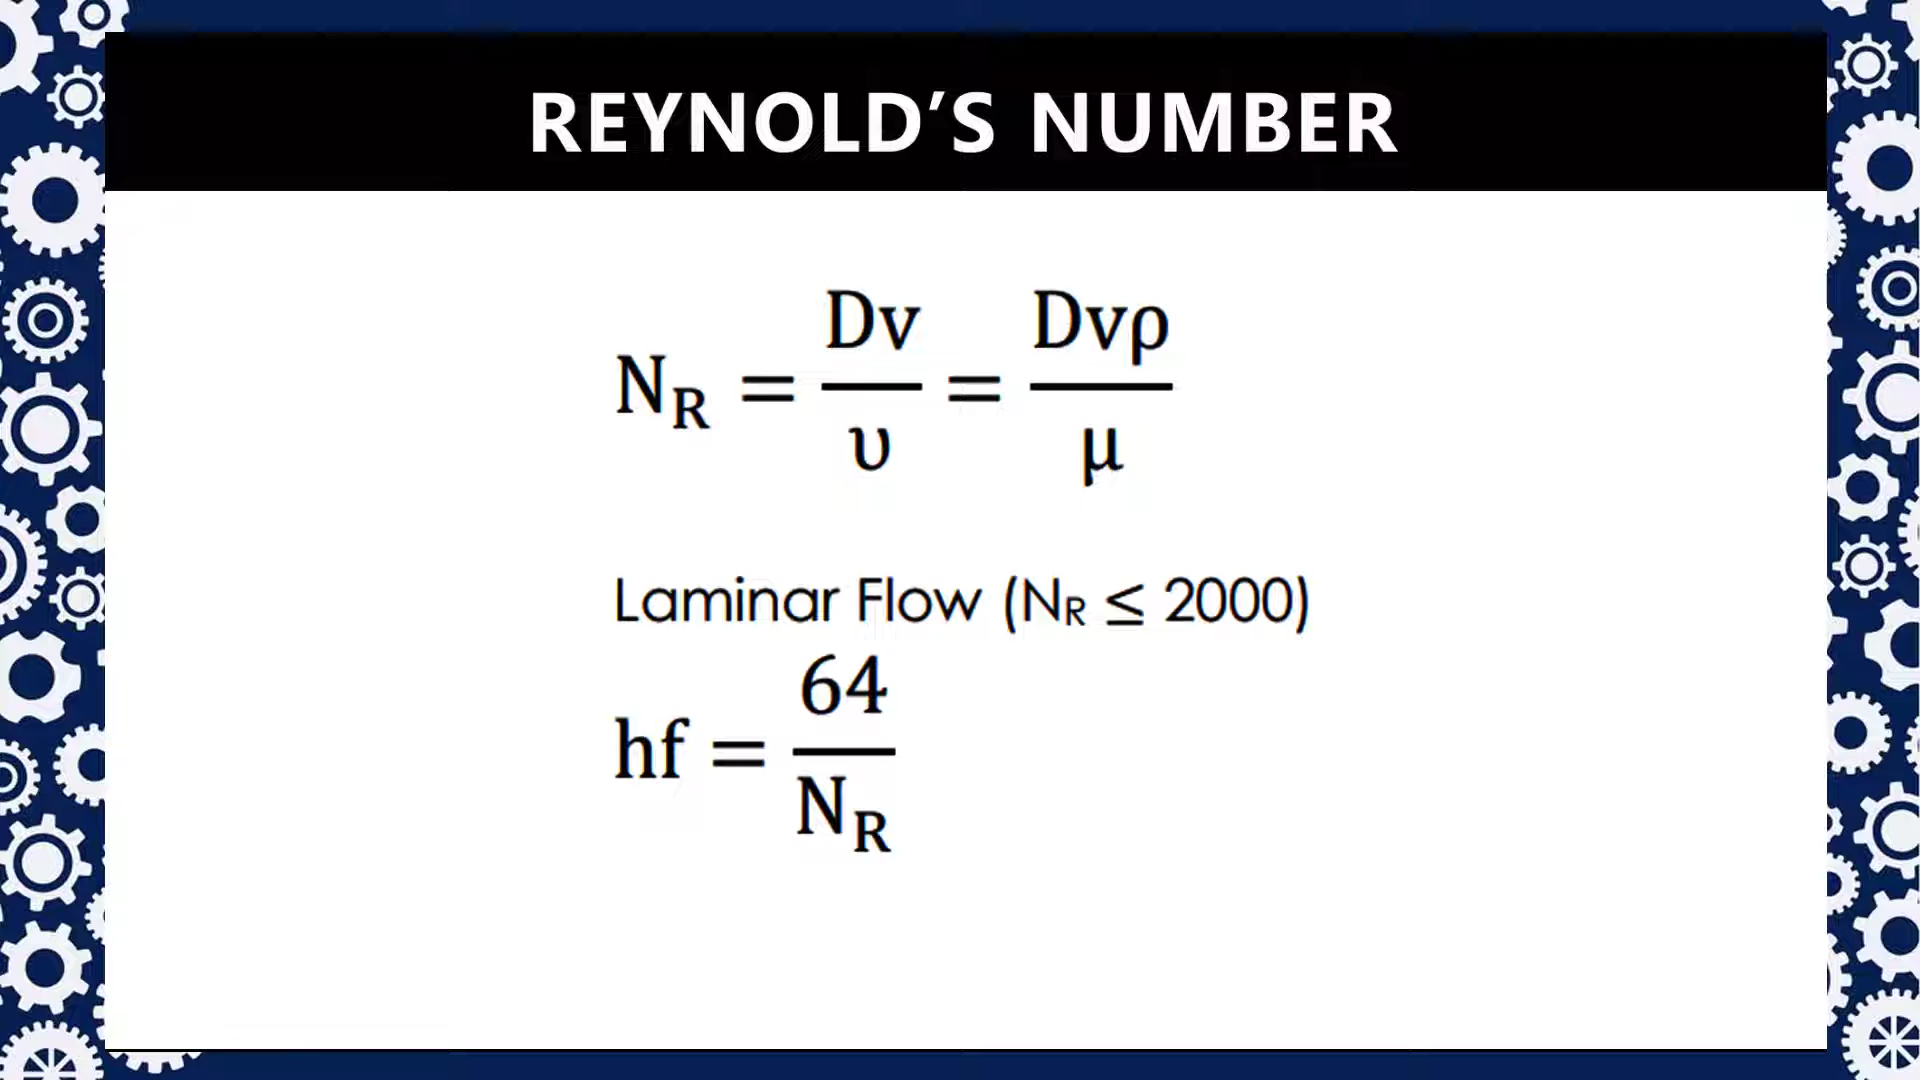 REYNOLD’S NUMBER
N_R = Dv/υ = Dvρ/μ
Laminar Flow (N_R ≤ 2000)
hf = 64/N_R